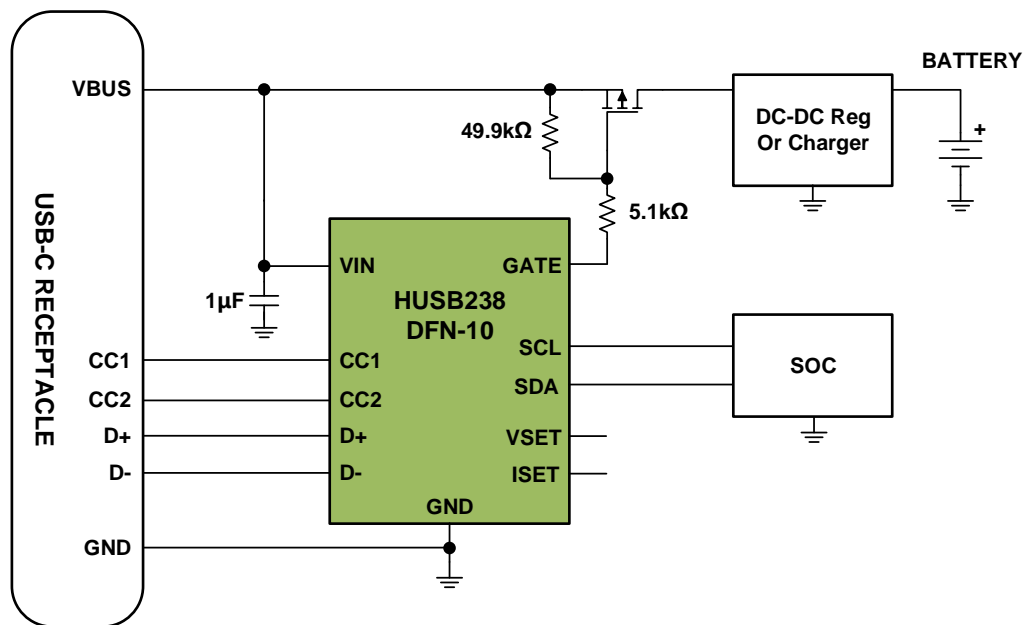 BATTERY
VBUS
49.9kΩ
DC-DC Reg
Or Charger
+
5.1kΩ
USB-C RECEPTACLE
VIN
GATE
1µF
HUSB238
DFN-10
SCL
SOC
CC1
CC1
SDA
CC2
CC2
D+
D+
VSET
D-
D-
ISET
GND
GND